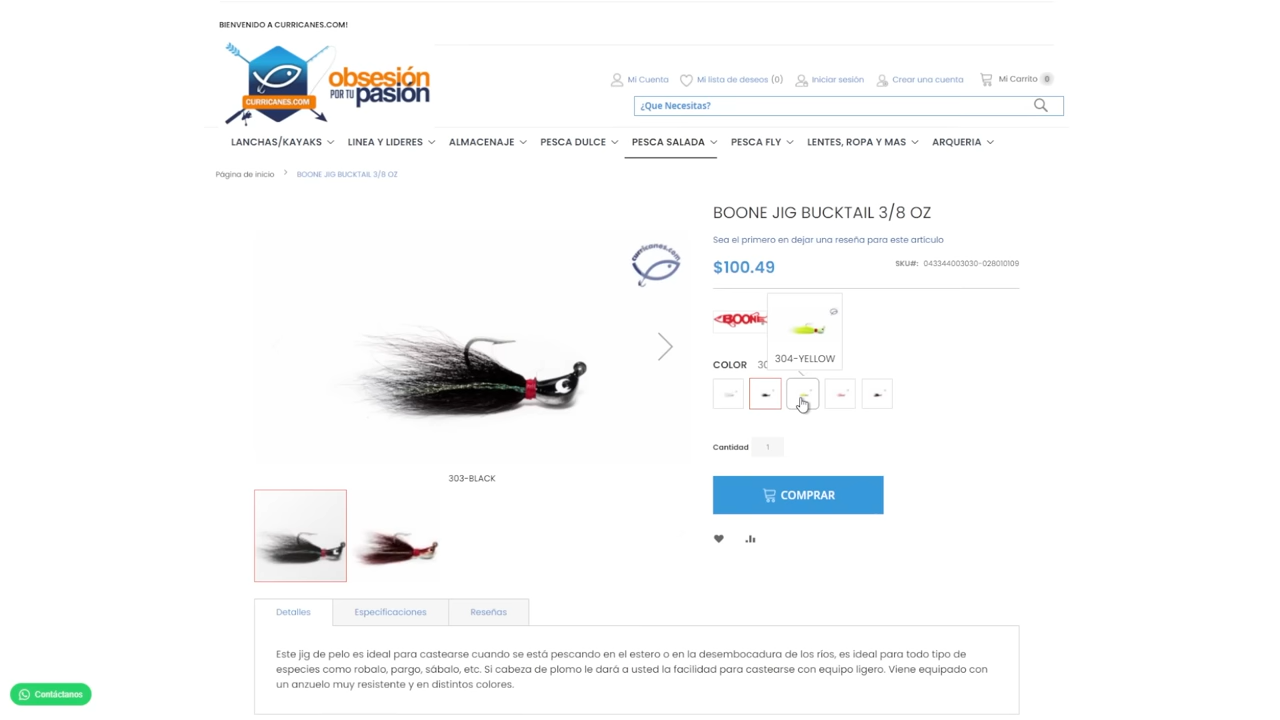 BIENVENIDO A CURRICANES.COM!
CURRICANES.COM
obsesión
POR TU pasión
Mi Cuenta
Mi lista de deseos (0)
Iniciar sesión
Crear una cuenta
Mi Carrito 0
¿Que Necesitas?
LANCHAS/KAYAKS
LINEA Y LIDERES
ALMACENAJE
PESCA DULCE
PESCA SALADA
PESCA FLY
LENTES, ROPA Y MAS
ARQUERIA
Página de inicio
BOONE JIG BUCKTAIL 3/8 OZ
BOONE JIG BUCKTAIL 3/8 OZ
Sea el primero en dejar una reseña para este artículo
$100.49
SKU#: 043344003030-028010109
curricanes.com
BOONE
304-YELLOW
COLOR 30
Cantidad 1
303-BLACK
COMPRAR
Detalles
Especificaciones
Reseñas
Este jig de pelo es ideal para castearse cuando se está pescando en el estero o en la desembocadura de los ríos, es ideal para todo tipo de
especies como robalo, pargo, sábalo, etc. Si cabeza de plomo le dará a usted la facilidad para castearse con equipo ligero. Viene equipado con
un anzuelo muy resistente y en distintos colores.
Contáctanos